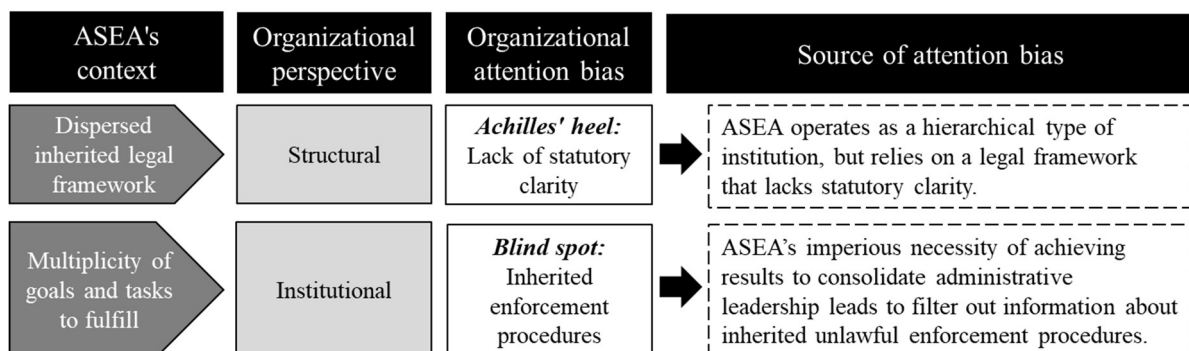 ASEA's
context
Organizational
perspective
Organizational
attention bias
Source of attention bias
Dispersed
inherited legal
framework
Structural
Achilles' heel:
Lack of statutory
clarity
ASEA operates as a hierarchical type of
institution, but relies on a legal framework
that lacks statutory clarity.
Multiplicity of
goals and tasks
to fulfill
Institutional
Blind spot:
Inherited
enforcement
procedures
ASEA’s imperious necessity of achieving
results to consolidate administrative
leadership leads to filter out information about
inherited unlawful enforcement procedures.